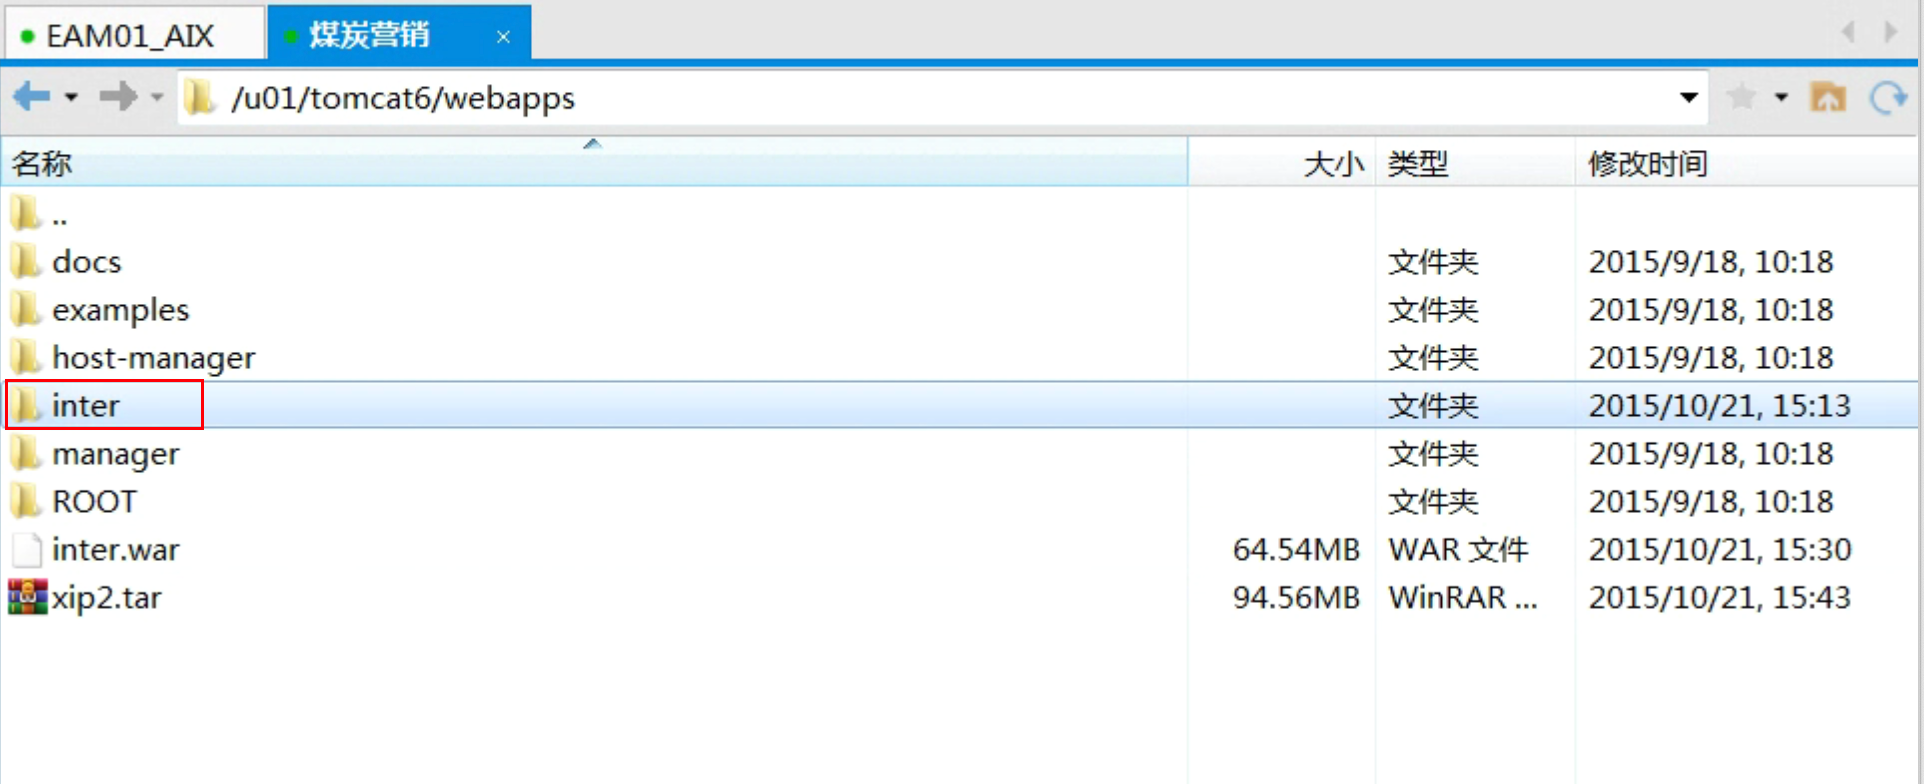 EAM01_AIX 煤炭营销 ×
/u01/tomcat6/webapps
名称 大小 类型 修改时间
..
docs 文件夹 2015/9/18, 10:18
examples 文件夹 2015/9/18, 10:18
host-manager 文件夹 2015/9/18, 10:18
inter 文件夹 2015/10/21, 15:13
manager 文件夹 2015/9/18, 10:18
ROOT 文件夹 2015/9/18, 10:18
inter.war 64.54MB WAR 文件 2015/10/21, 15:30
xip2.tar 94.56MB WinRAR ... 2015/10/21, 15:43